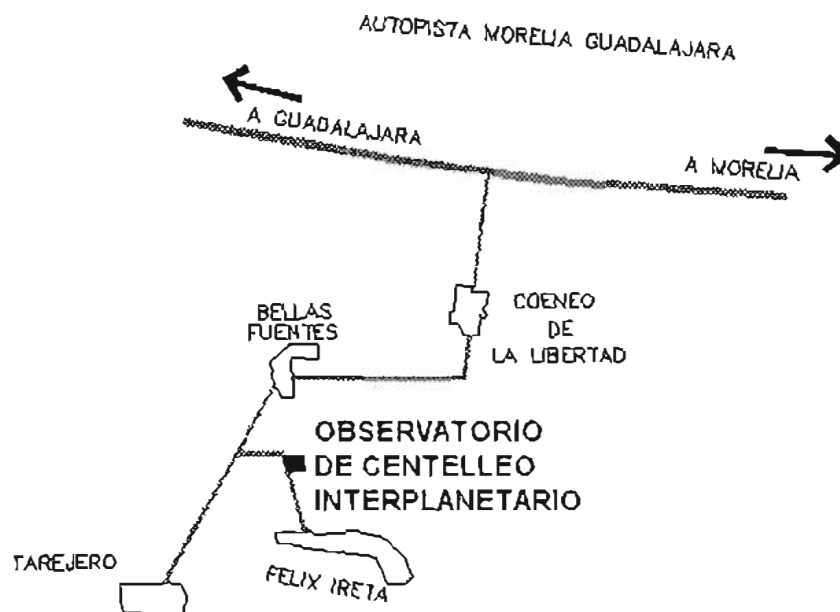 AUTOPISTA MORELIA GUADALAJARA
A GUADALAJARA
A MORELIA
COENEO
DE
LA LIBERTAD
BELLAS
FUENTES
OBSERVATORIO
DE CENTELLEO
INTERPLANETARIO
TAREJERO
FELIX IRETA